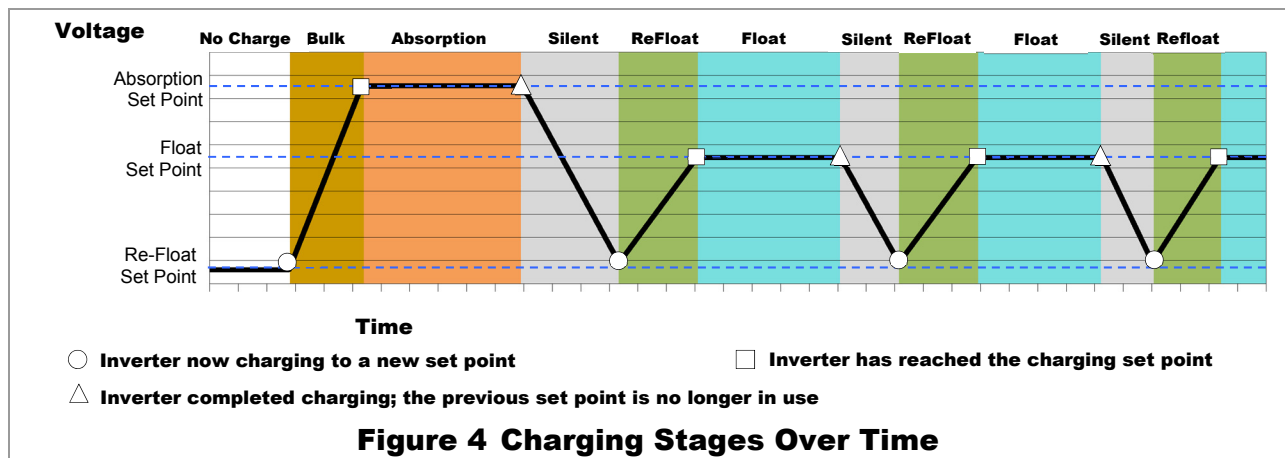 Voltage
No Charge Bulk Absorption Silent ReFloat Float Silent ReFloat Float Silent Refloat
Absorption
Set Point
Float
Set Point
Re-Float
Set Point
Time
Inverter now charging to a new set point
Inverter has reached the charging set point
Inverter completed charging; the previous set point is no longer in use
Figure 4 Charging Stages Over Time